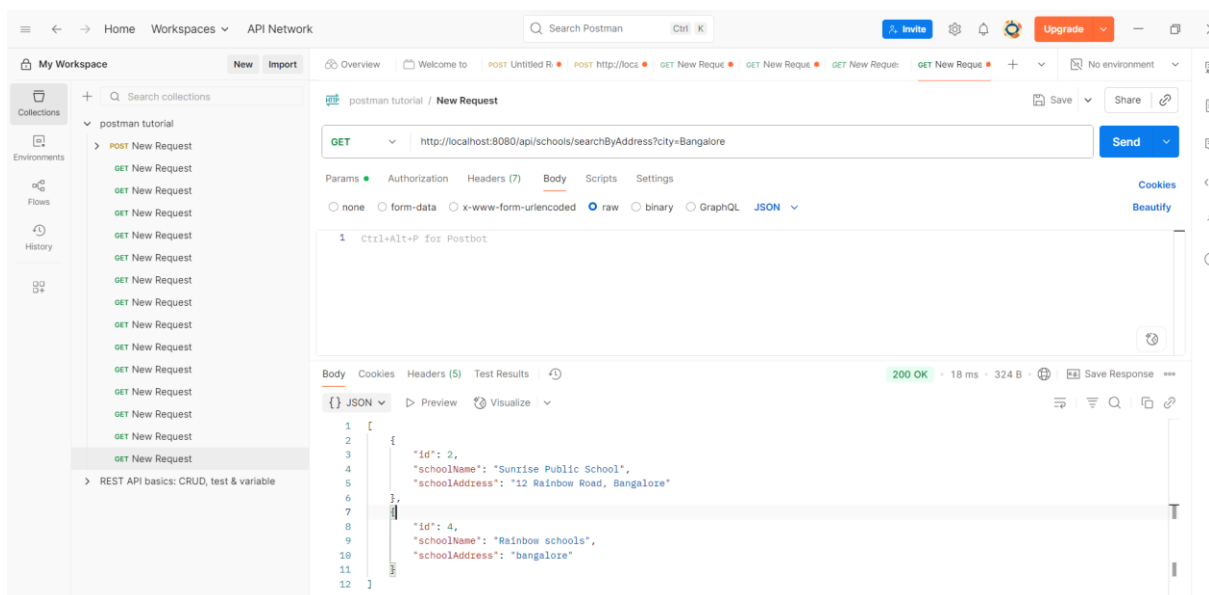 Home Workspaces API Network Search Postman Ctrl K Invite Upgrade
My Workspace New Import Overview Welcome to POST Untitled R POST http://loca GET New Reque GET New Reque GET New Reque GET New Reque No environment
Collections
Environments
Flows
History
Search collections
postman tutorial
POST New Request
GET New Request
GET New Request
GET New Request
GET New Request
GET New Request
GET New Request
GET New Request
GET New Request
GET New Request
GET New Request
GET New Request
GET New Request
GET New Request
GET New Request
REST API basics: CRUD, test & variable
HTTP postman tutorial / New Request Save Share
GET http://localhost:8080/api/schools/searchByAddress?city=Bangalore Send
Params Authorization Headers (7) Body Scripts Settings Cookies
none form-data x-www-form-urlencoded raw binary GraphQL JSON Beautify
1 Ctrl+Alt+P for Postbot
Body Cookies Headers (5) Test Results 200 OK 18 ms 324 B Save Response
{} JSON Preview Visualize
1 [
2 {
3 "id": 2,
4 "schoolName": "Sunrise Public School",
5 "schoolAddress": "12 Rainbow Road, Bangalore"
6 },
7 {
8 "id": 4,
9 "schoolName": "Rainbow schools",
10 "schoolAddress": "bangalore"
11 }
12 ]